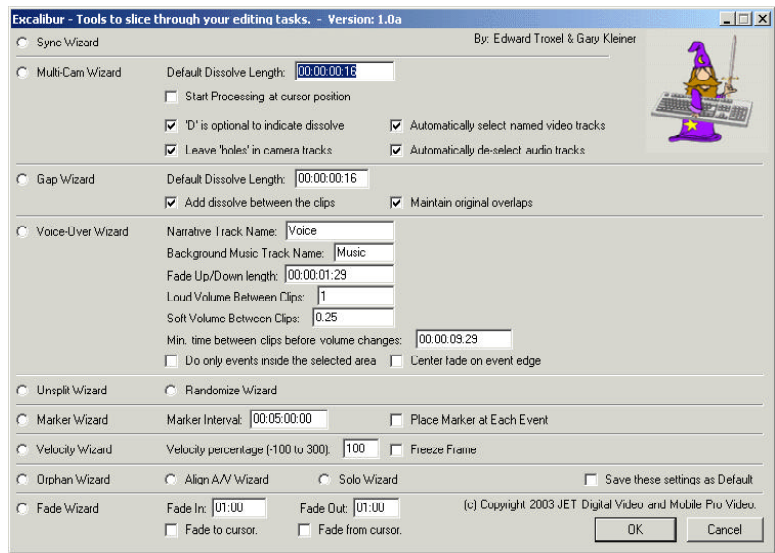 Excalibur - Tools to slice through your editing tasks. - Version: 1.0a
Sync Wizard
By: Edward Troxel & Gary Kleiner
Multi-Cam Wizard Default Dissolve Length: 00:00:00:16
Start Processing at cursor position
'D' is optional to indicate dissolve Automatically select named video tracks
Leave 'holes' in camera tracks Automatically de-select audio tracks
Gap Wizard Default Dissolve Length: 00:00:00:16
Add dissolve between the clips Maintain original overlaps
Voice-Over Wizard Narrative Track Name: Voice
Background Music Track Name: Music
Fade Up/Down length: 00:00:01:29
Loud Volume Between Clips: 1
Soft Volume Between Clips: 0.25
Min. time between clips before volume changes: 00:00:09:29
Do only events inside the selected area Center fade on event edge
Unsplit Wizard Randomize Wizard
Marker Wizard Marker Interval: 00:05:00:00 Place Marker at Each Event
Velocity Wizard Velocity percentage (-100 to 300). 100 Freeze Frame
Orphan Wizard Align A/V Wizard Solo Wizard Save these settings as Default
Fade Wizard Fade In: 01:00 Fade Out: 01:00 (c) Copyright 2003 JET Digital Video and Mobile Pro Video.
Fade to cursor. Fade from cursor. OK Cancel